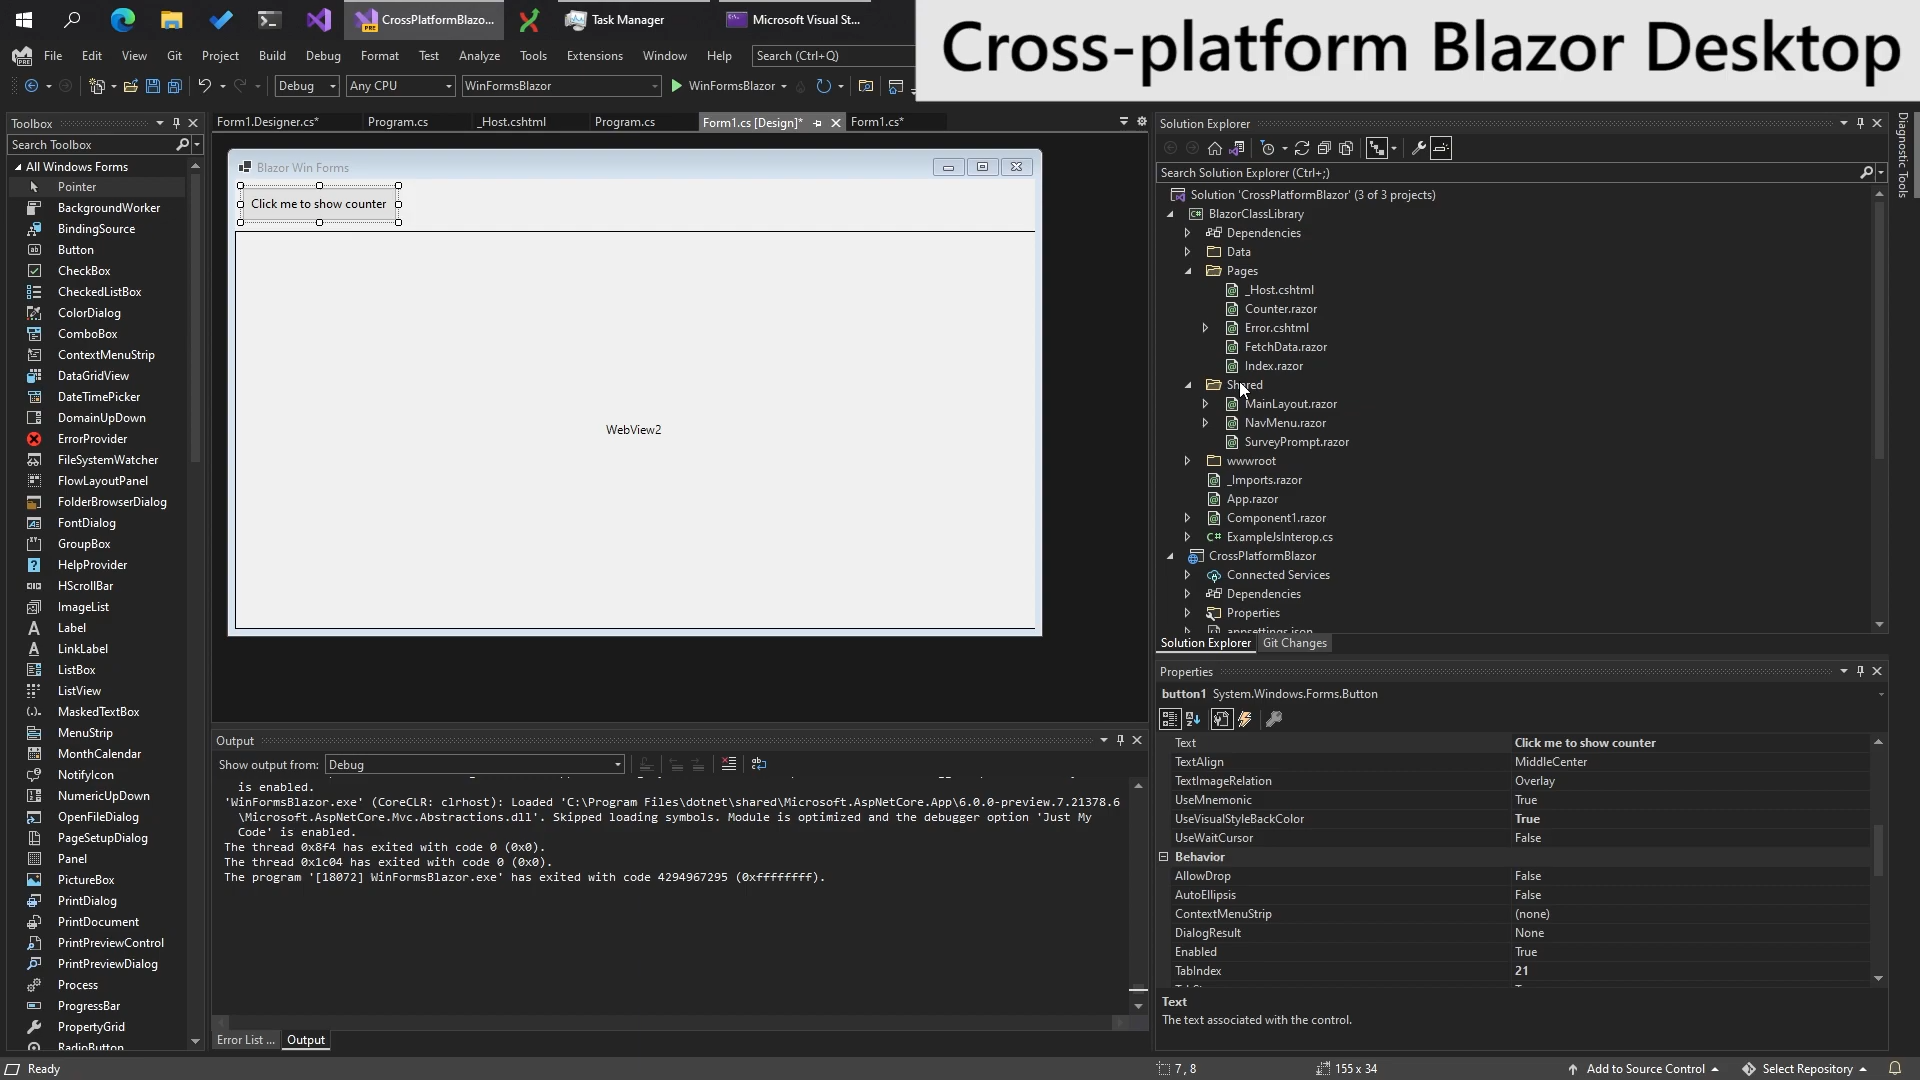 CrossPlatformBlazo...
Task Manager
Microsoft Visual St...
Cross-platform Blazor Desktop
File Edit View Git Project Build Debug Format Test Analyze Tools Extensions Window Help Search (Ctrl+Q)
Debug Any CPU WinFormsBlazor WinFormsBlazor
Toolbox
Search Toolbox
All Windows Forms
Pointer
BackgroundWorker
BindingSource
Button
CheckBox
CheckedListBox
ColorDialog
ComboBox
ContextMenuStrip
DataGridView
DateTimePicker
DomainUpDown
ErrorProvider
FileSystemWatcher
FlowLayoutPanel
FolderBrowserDialog
FontDialog
GroupBox
HelpProvider
HScrollBar
ImageList
Label
LinkLabel
ListBox
ListView
MaskedTextBox
MenuStrip
MonthCalendar
NotifyIcon
NumericUpDown
OpenFileDialog
PageSetupDialog
Panel
PictureBox
PrintDialog
PrintDocument
PrintPreviewControl
PrintPreviewDialog
Process
ProgressBar
PropertyGrid
RadioButton
Form1.Designer.cs* Program.cs _Host.cshtml Program.cs Form1.cs [Design]* Form1.cs*
Blazor Win Forms
Click me to show counter
WebView2
Output
Show output from: Debug
is enabled.
'WinFormsBlazor.exe' (CoreCLR: clrhost): Loaded 'C:\Program Files\dotnet\shared\Microsoft.AspNetCore.App\6.0.0-preview.7.21378.6
\Microsoft.AspNetCore.Mvc.Abstractions.dll'. Skipped loading symbols. Module is optimized and the debugger option 'Just My
Code' is enabled.
The thread 0x8f4 has exited with code 0 (0x0).
The thread 0x1c04 has exited with code 0 (0x0).
The program '[18072] WinFormsBlazor.exe' has exited with code 4294967295 (0xffffffff).
Error List ... Output
Solution Explorer
Search Solution Explorer (Ctrl+;)
Solution 'CrossPlatformBlazor' (3 of 3 projects)
BlazorClassLibrary
Dependencies
Data
Pages
_Host.cshtml
Counter.razor
Error.cshtml
FetchData.razor
Index.razor
Shared
MainLayout.razor
NavMenu.razor
SurveyPrompt.razor
wwwroot
_Imports.razor
App.razor
Component1.razor
ExampleJsInterop.cs
CrossPlatformBlazor
Connected Services
Dependencies
Properties
appsettings.json
Solution Explorer Git Changes
Properties
button1 System.Windows.Forms.Button
Text Click me to show counter
TextAlign MiddleCenter
TextImageRelation Overlay
UseMnemonic True
UseVisualStyleBackColor True
UseWaitCursor False
Behavior
AllowDrop False
AutoEllipsis False
ContextMenuStrip (none)
DialogResult None
Enabled True
TabIndex 21
Text
The text associated with the control.
Diagnostic Tools
Ready
7 , 8
155 x 34
Add to Source Control
Select Repository